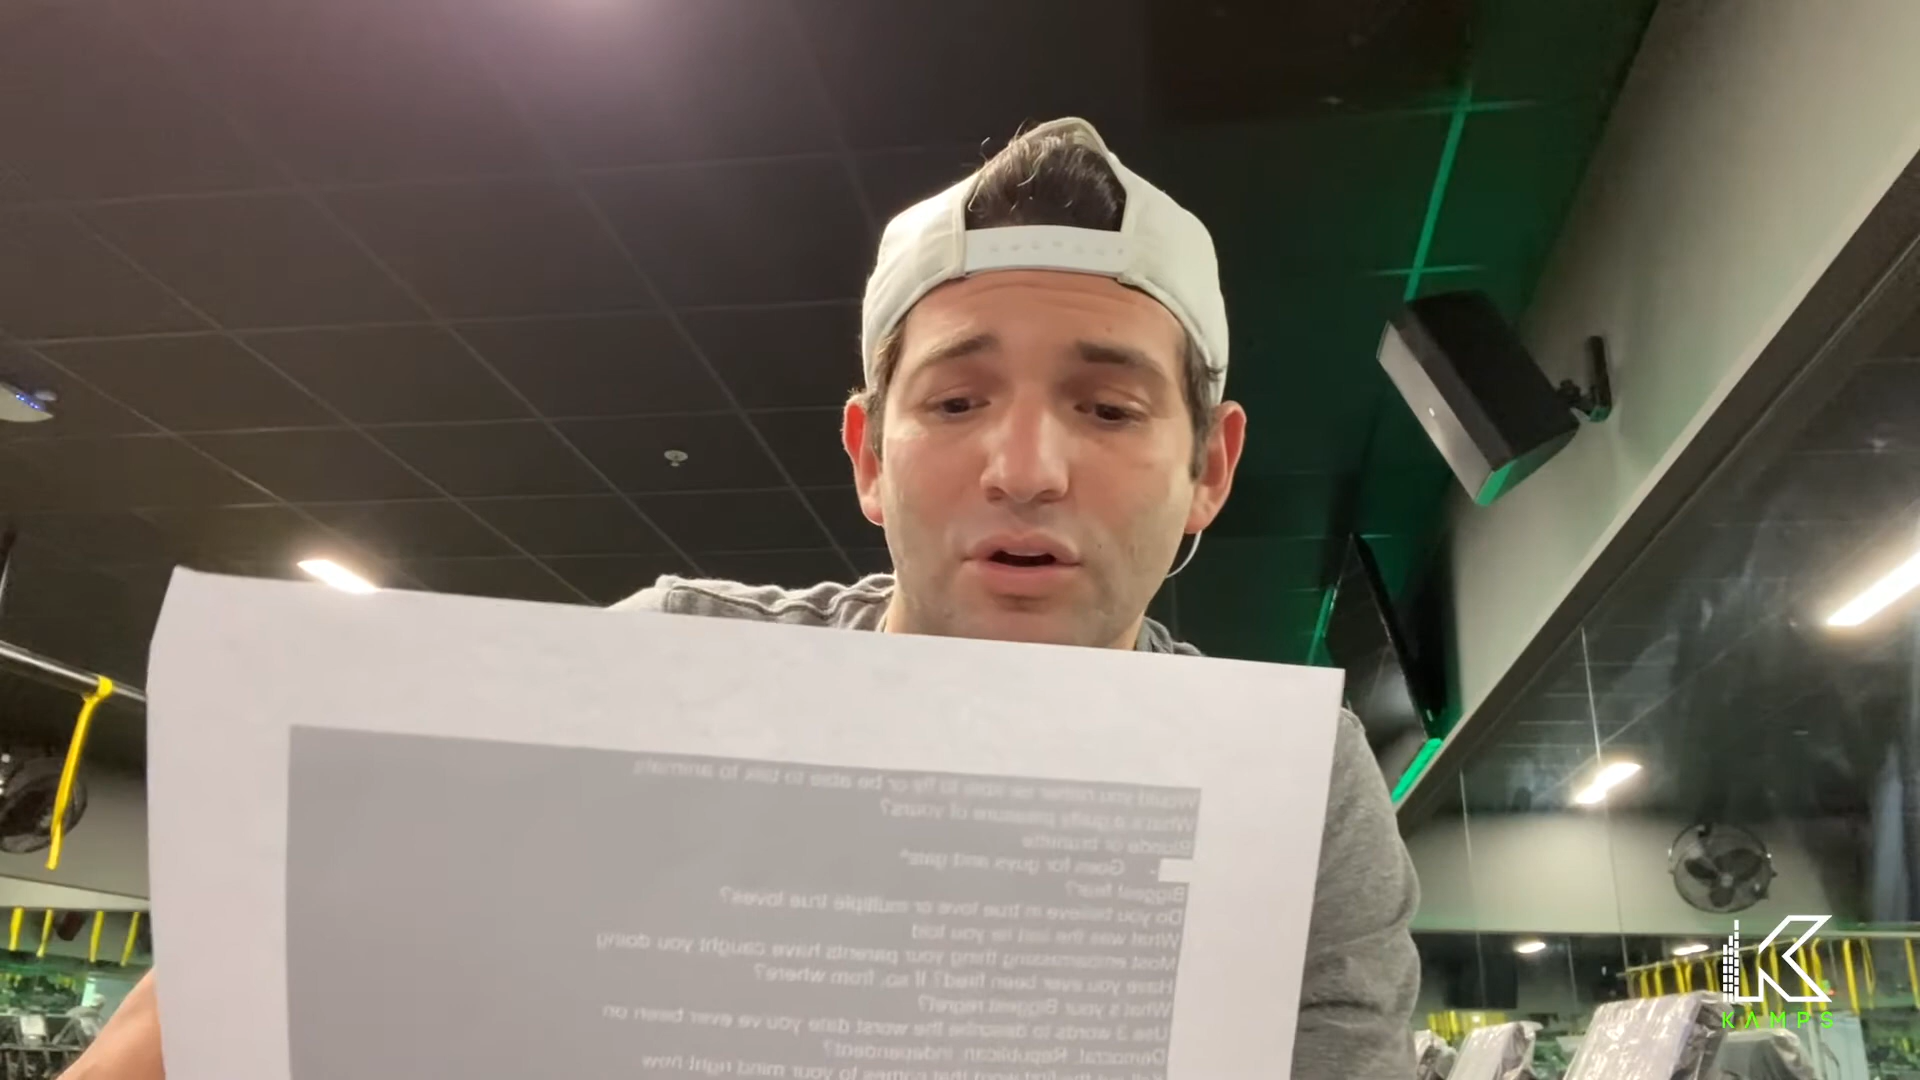 Would you rather be able to fly or be able to talk to animals
What's a guilty pleasure of yours?
Blonde or brunette
- Goes for guys and gals*
Biggest fear?
Do you believe in true love or multiple true loves?
What was the last lie you told
Most embarrassing thing your parents have caught you doing
Have you ever been fired? If so, from where?
What's your Biggest regret?
Use 3 words to describe the worst date you've ever been on
Democrat, Republican, Independent?
the first word that comes to your mind right now
K
KAMPS